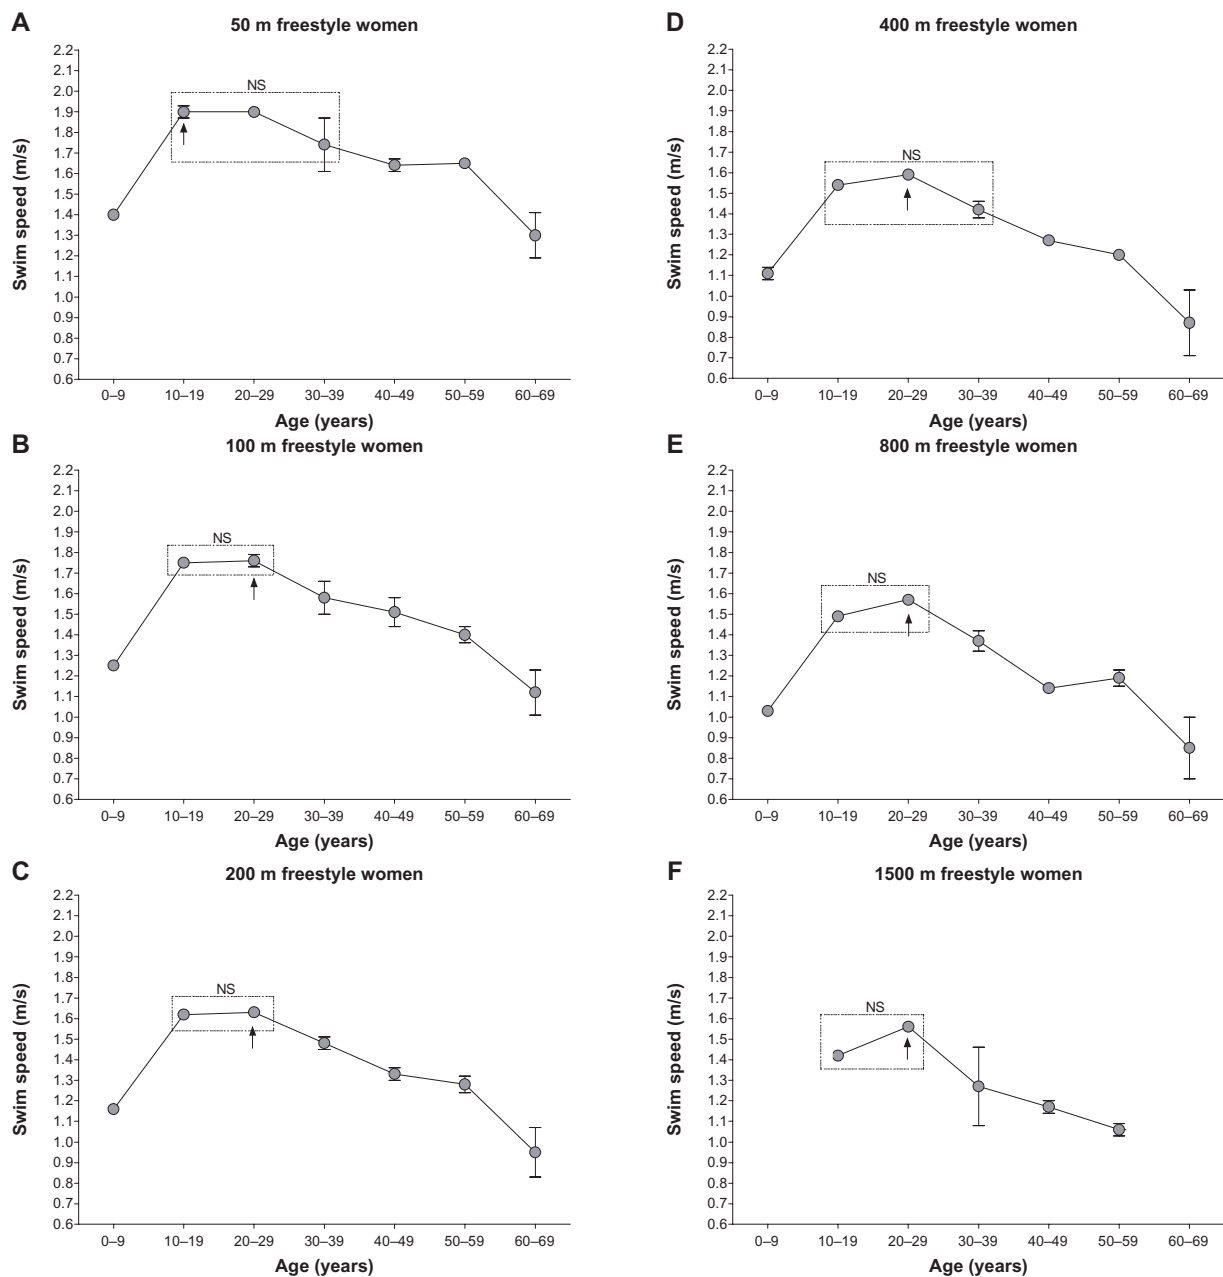 A
50 m freestyle women
Swim speed (m/s)
2.2
2.1
2.0
1.9
1.8
1.7
1.6
1.5
1.4
1.3
1.2
1.1
1.0
0.9
0.8
0.7
0.6
NS
0–9 10–19 20–29 30–39 40–49 50–59 60–69
Age (years)
B
100 m freestyle women
Swim speed (m/s)
2.2
2.1
2.0
1.9
1.8
1.7
1.6
1.5
1.4
1.3
1.2
1.1
1.0
0.9
0.8
0.7
0.6
NS
0–9 10–19 20–29 30–39 40–49 50–59 60–69
Age (years)
C
200 m freestyle women
Swim speed (m/s)
2.2
2.1
2.0
1.9
1.8
1.7
1.6
1.5
1.4
1.3
1.2
1.1
1.0
0.9
0.8
0.7
0.6
NS
0–9 10–19 20–29 30–39 40–49 50–59 60–69
Age (years)
D
400 m freestyle women
Swim speed (m/s)
2.2
2.1
2.0
1.9
1.8
1.7
1.6
1.5
1.4
1.3
1.2
1.1
1.0
0.9
0.8
0.7
0.6
NS
0–9 10–19 20–29 30–39 40–49 50–59 60–69
Age (years)
E
800 m freestyle women
Swim speed (m/s)
2.2
2.1
2.0
1.9
1.8
1.7
1.6
1.5
1.4
1.3
1.2
1.1
1.0
0.9
0.8
0.7
0.6
NS
0–9 10–19 20–29 30–39 40–49 50–59 60–69
Age (years)
F
1500 m freestyle women
Swim speed (m/s)
2.2
2.1
2.0
1.9
1.8
1.7
1.6
1.5
1.4
1.3
1.2
1.1
1.0
0.9
0.8
0.7
0.6
NS
0–9 10–19 20–29 30–39 40–49 50–59 60–69
Age (years)